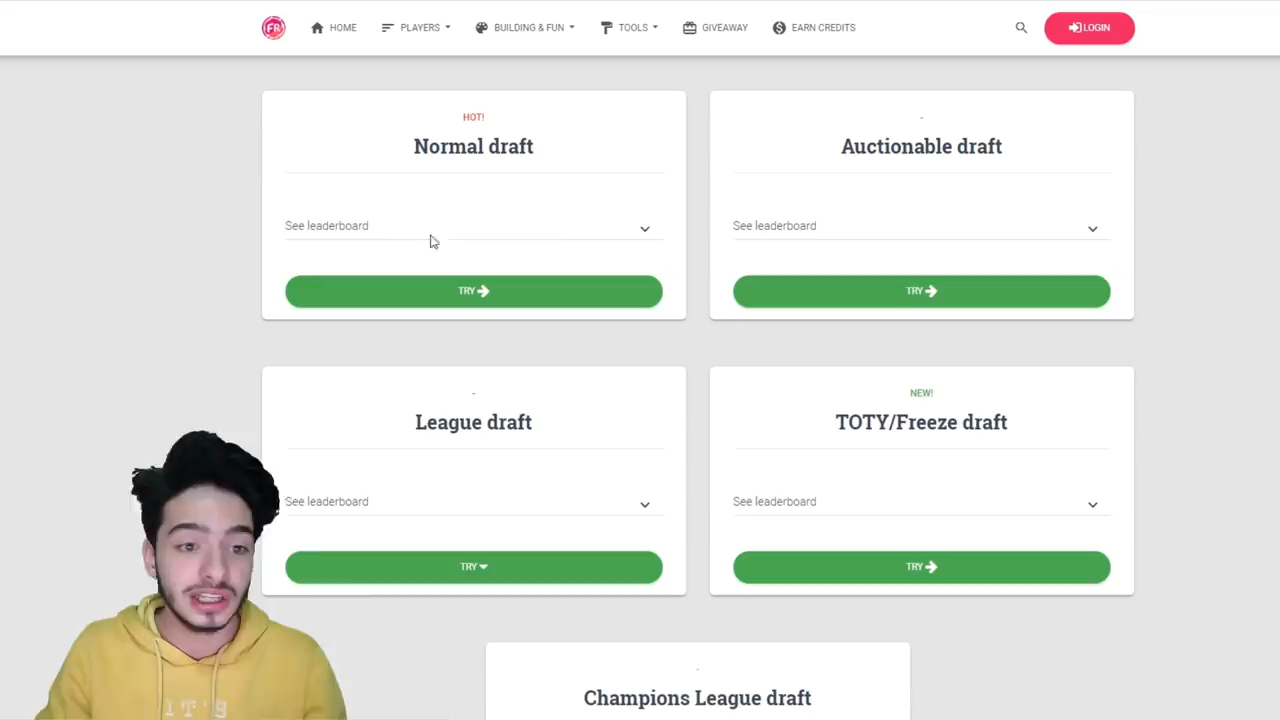 FR HOME PLAYERS BUILDING & FUN TOOLS GIVEAWAY EARN CREDITS LOGIN
HOT!
Normal draft
See leaderboard
TRY
-
Auctionable draft
See leaderboard
TRY
-
League draft
See leaderboard
TRY
NEW!
TOTY/Freeze draft
See leaderboard
TRY
-
Champions League draft
IT'S